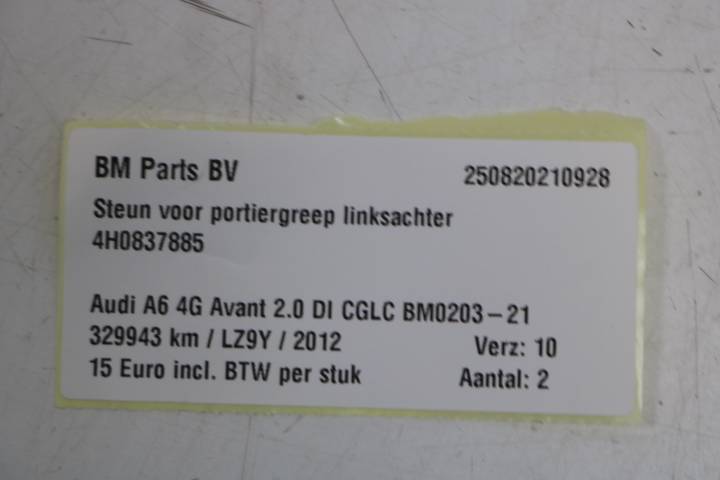 BM Parts BV 250820210928
Steun voor portiergreep linksachter
4H0837885
Audi A6 4G Avant 2.0 DI CGLC BM0203-21
329943 km / LZ9Y / 2012 Verz: 10
15 Euro incl. BTW per stuk Aantal: 2